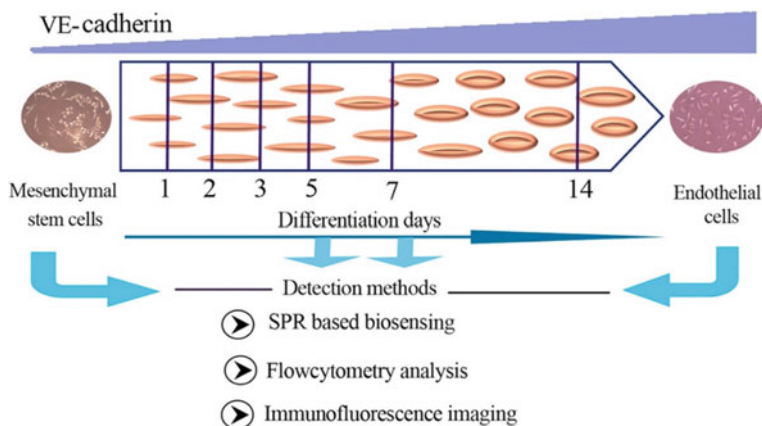 VE-cadherin
Mesenchymal
stem cells
1 2 3 5 7 14
Endothelial
cells
Differentiation days
Detection methods
SPR based biosensing
Flowcytometry analysis
Immunofluorescence imaging